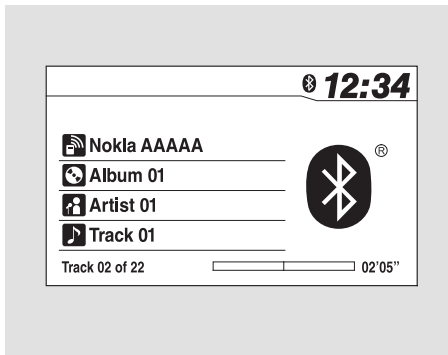 12:34
Nokla AAAAA
Album 01
Artist 01
Track 01
®
Track 02 of 22 02'05”